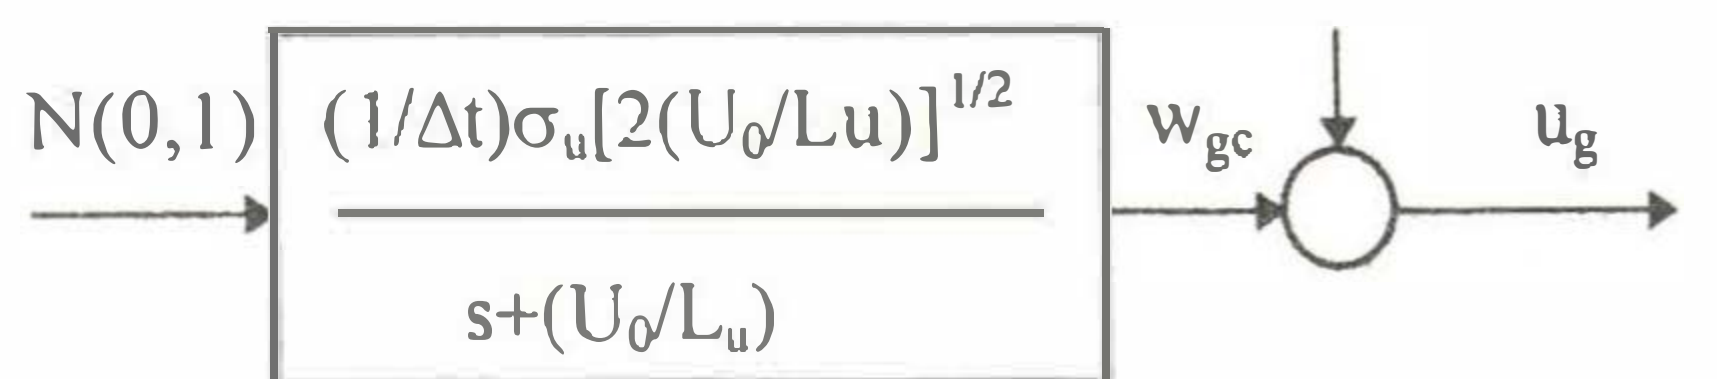 N(0,1)
(1/Δt)σu[2(U0/Lu)]^1/2
s+(U0/Lu)
wgc
ug